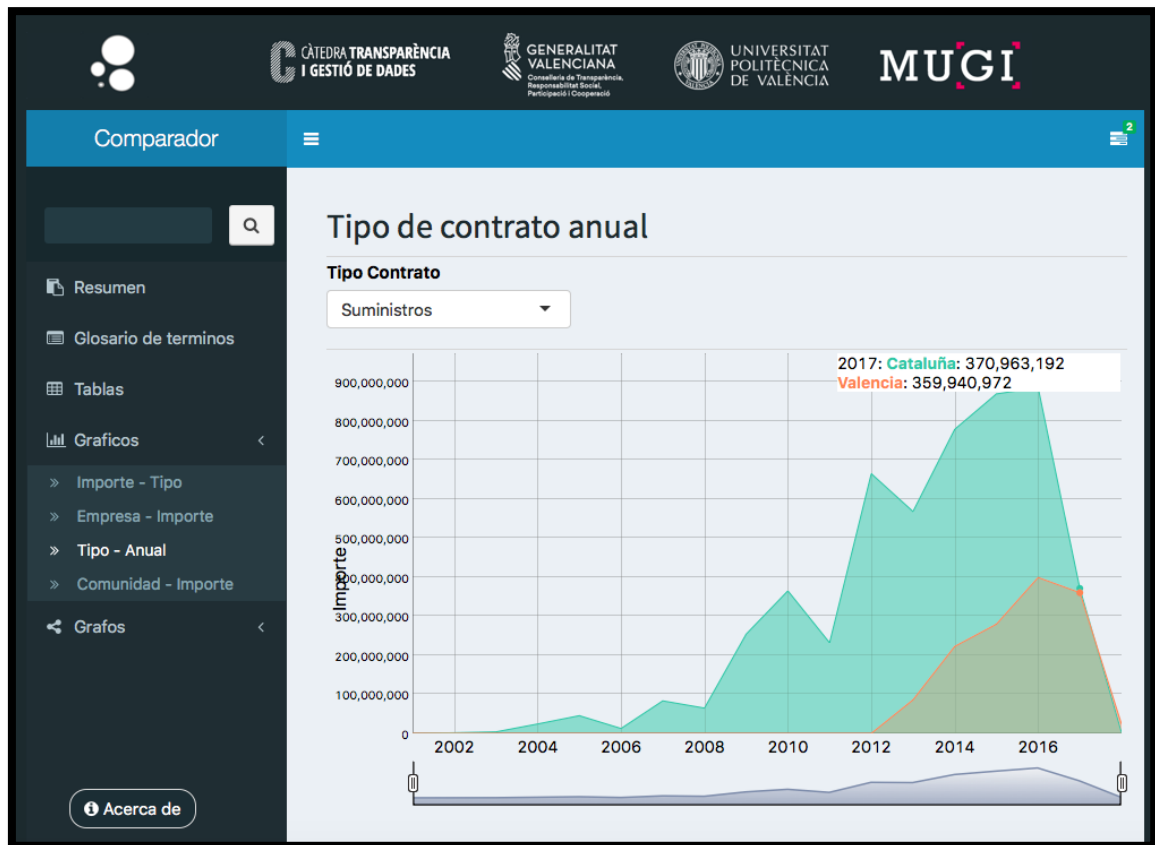 CÀTEDRA TRANSPARÈNCIA
I GESTIÓ DE DADES
GENERALITAT
VALENCIANA
Conselleria de Transparència,
Responsabilitat Social,
Participació i Cooperació
UNIVERSITAT
POLITÈCNICA
DE VALÈNCIA
MUGI
Comparador
2
Resumen
Glosario de terminos
Tablas
Graficos
Importe - Tipo
Empresa - Importe
Tipo - Anual
Comunidad - Importe
Grafos
Acerca de
Tipo de contrato anual
Tipo Contrato
Suministros
2017: Cataluña: 370,963,192
Valencia: 359,940,972
Importe
900,000,000
800,000,000
700,000,000
600,000,000
500,000,000
400,000,000
300,000,000
200,000,000
100,000,000
0
2002 2004 2006 2008 2010 2012 2014 2016